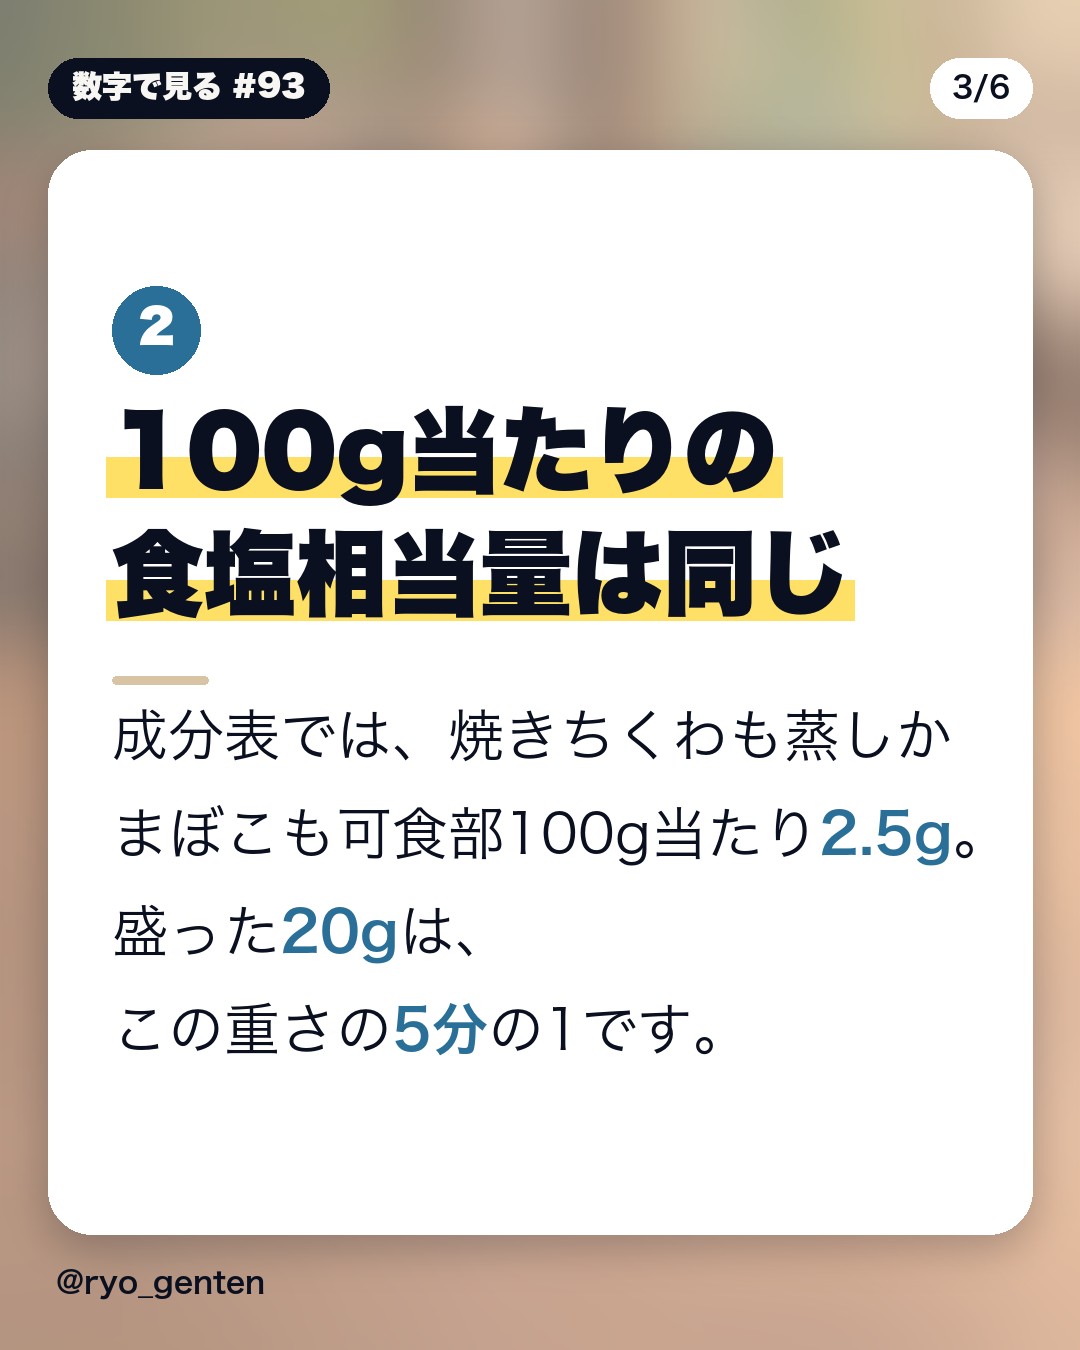 数字で見る #93
3/6
2
100g当たりの
食塩相当量は同じ
成分表では、焼きちくわも蒸しか
まぼこも可食部100g当たり2.5g。
盛った20gは、
この重さの5分の1です。
@ryo_genten